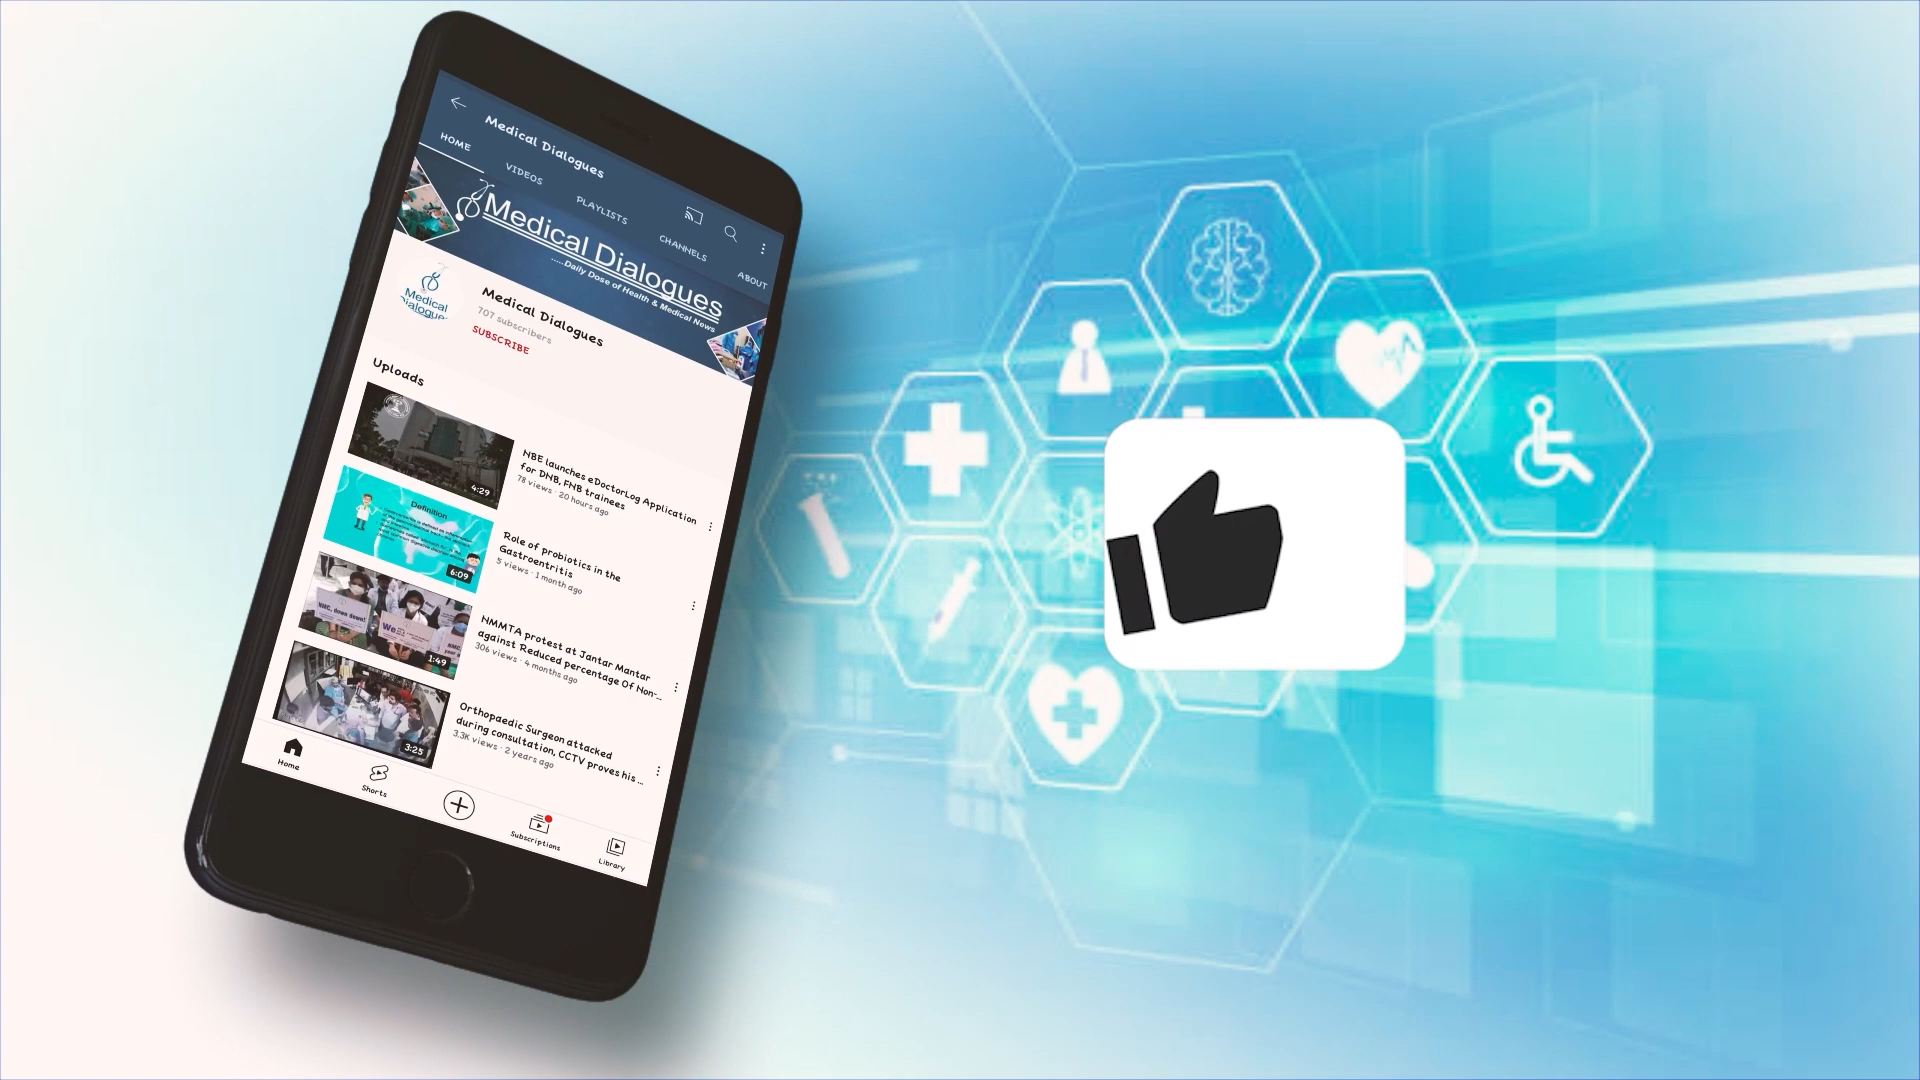 Medical Dialogues
HOME
VIDEOS
PLAYLISTS
CHANNELS
ABOUT
Medical Dialogues
.....Daily Dose of Health & Medical News
Medical
Dialogue
Medical Dialogues
707 subscribers
SUBSCRIBE
Uploads
4:29
NBE launches eDoctorLog Application
for DNB, FNB trainees
78 views · 20 hours ago
Definition
6:09
Role of probiotics in the
Gastroentritis
5 views · 1 month ago
NMC, down down!
We
NMC
1:49
NMMTA protest at Jantar Mantar
against 'Reduced percentage Of Non-...
306 views · 4 months ago
3:25
Orthopaedic Surgeon attacked
during consultation, CCTV proves his ...
3.3K views · 2 years ago
Home
Shorts
Subscriptions
Library